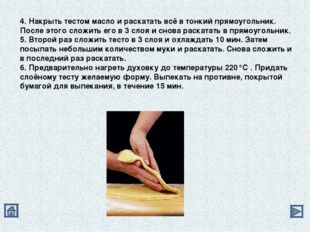 4. Накрыть тестом масло и раскатать всё в тонкий прямоугольник.
После этого сложить его в 3 слоя и снова раскатать в прямоугольник.
5. Второй раз сложить тесто в 3 слоя и охлаждать 10 мин. Затем
посыпать небольшим количеством муки и раскатать. Снова сложить и
в последний раз раскатать.
6. Предварительно нагреть духовку до температуры 220°С . Придать
слоёному тесту желаемую форму. Выпекать на противне, покрытой
бумагой для выпекания, в течение 15 мин.